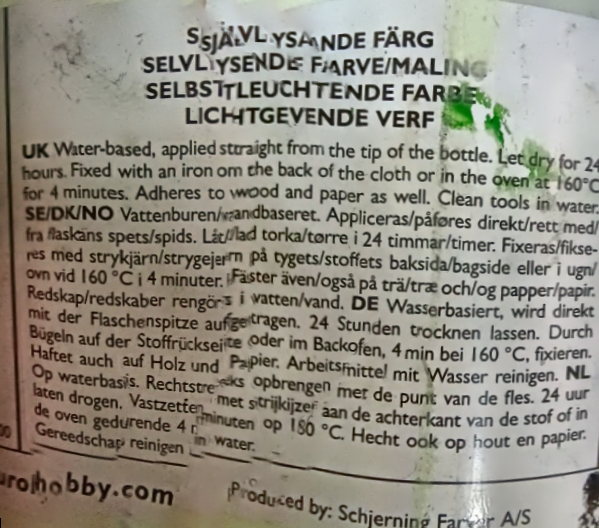 SJÄLVLYSANDE FÄRG
SELVLYSENDE FARVE/MALING
SELBSTLEUCHTENDE FARBE
LICHTGEVENDE VERF
UK Water-based, applied straight from the tip of the bottle. Let dry for 24
hours. Fixed with an iron om the back of the cloth or in the oven at 160°C
for 4 minutes. Adheres to wood and paper as well. Clean tools in water.
SE/DK/NO Vattenburen/vandbaseret. Appliceras/påføres direkt/rett med/
fra flaskans spets/spids. Låt/lad torka/tørre i 24 timmar/timer. Fixeras/fikse-
res med strykjärn/strygejern på tygets/stoffets baksida/bagside eller i ugn/
ovn vid 160 °C i 4 minuter. Fäster även/også på trä/træ och/og papper/papir.
Redskap/redskaber rengörs i vatten/vand. DE Wasserbasiert, wird direkt
mit der Flaschenspitze aufgetragen. 24 Stunden trocknen lassen. Durch
Bügeln auf der Stoffrückseite oder im Backofen, 4 min bei 160 °C, fixieren.
Haftet auch auf Holz und Papier. Arbeitsmittel mit Wasser reinigen. NL
Op waterbasis. Rechtstreeks opbrengen met de punt van de fles. 24 uur
laten drogen. Vastzetten met strijkijzer aan de achterkant van de stof of in
de oven gedurende 4 minuten op 150 °C. Hecht ook op hout en papier.
Gereedschap reinigen in water.
urohobby.com
Produced by: Schjerning Farver A/S